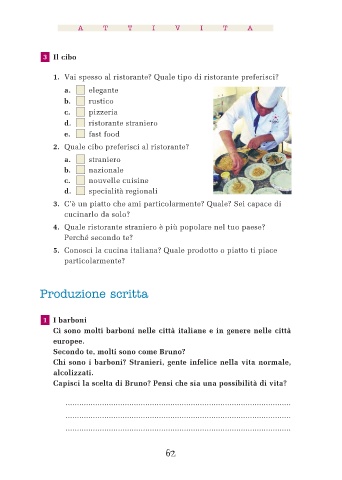 A T T I V I T À
3 Il cibo
1. Vai spesso al ristorante? Quale tipo di ristorante preferisci?
a. elegante
b. rustico
c. pizzeria
d. ristorante straniero
e. fast food
2. Quale cibo preferisci al ristorante?
a. straniero
b. nazionale
c. nouvelle cuisine
d. specialità regionali
3. C'è un piatto che ami particolarmente? Quale? Sei capace di
cucinarlo da solo?
4. Quale ristorante straniero è più popolare nel tuo paese?
Perché secondo te?
5. Conosci la cucina italiana? Quale prodotto o piatto ti piace
particolarmente?
Produzione scritta
1 I barboni
Ci sono molti barboni nelle città italiane e in genere nelle città
europee.
Secondo te, molti sono come Bruno?
Chi sono i barboni? Stranieri, gente infelice nella vita normale,
alcolizzati.
Capisci la scelta di Bruno? Pensi che sia una possibilità di vita?
62